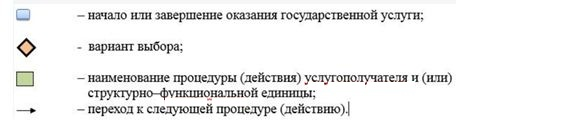 – начало или завершение оказания государственной услуги;
- вариант выбора;
– наименование процедуры (действия) услугополучателя и (или)
структурно–функциональной единицы;
– переход к следующей процедуре (действию).